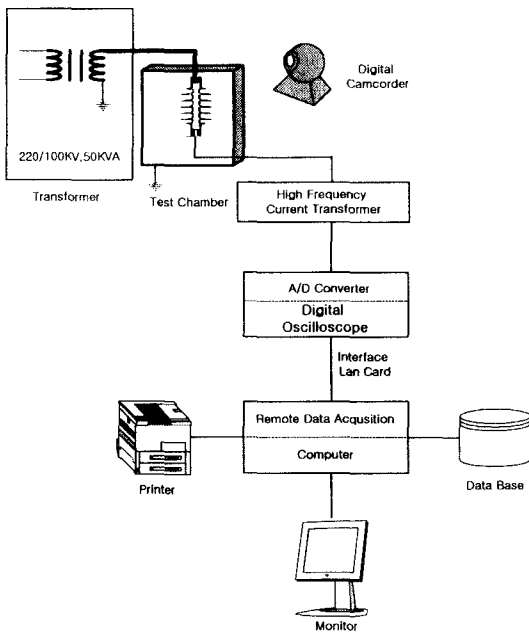 Digital
Camcorder
220/100KV,50KVA
Transformer
Test Chamber
High Frequency
Current Transformer
A/D Converter
Digital
Oscilloscope
Interface
Lan Card
Remote Data Acqusition
Computer
Printer
Data Base
Monitor